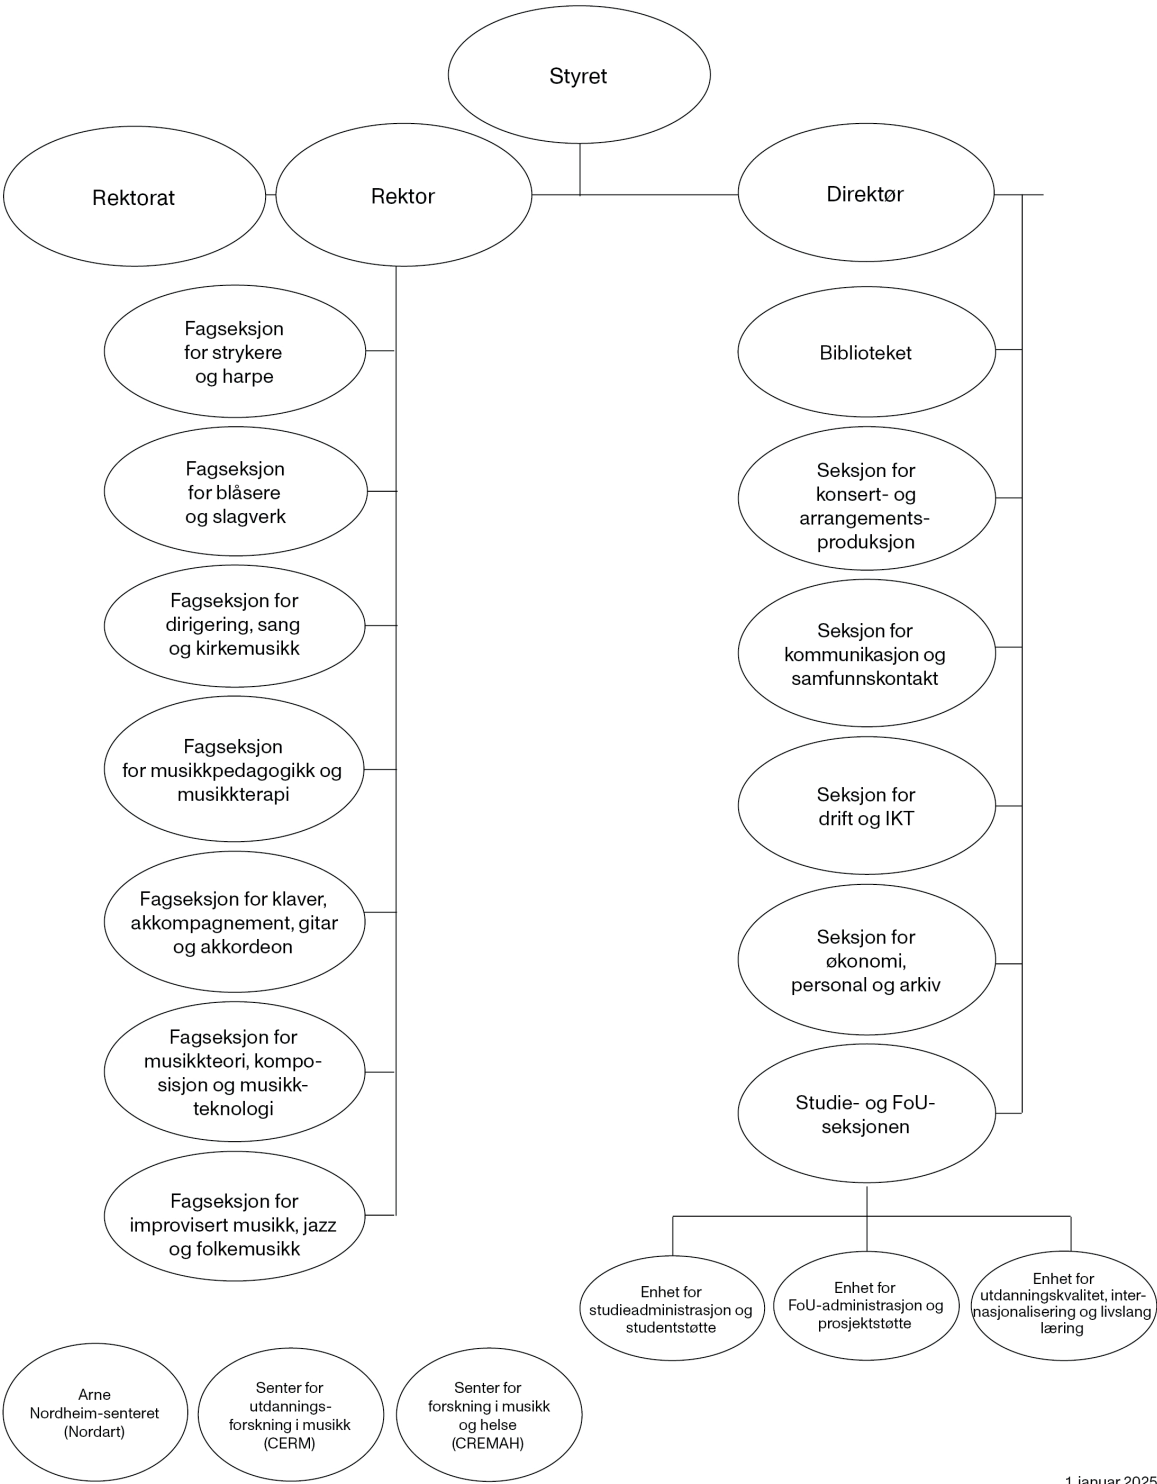 Styret
Rektorat
Rektor
Direktør
Fagseksjon
for strykere
og harpe
Fagseksjon
for blåsere
og slagverk
Fagseksjon for
dirigering, sang
og kirkemusikk
Fagseksjon
for musikkpedagogikk og
musikkterapi
Fagseksjon for klaver,
akkompagnement, gitar
og akkordeon
Fagseksjon for
musikkteori, kompo-
sisjon og musikk-
teknologi
Fagseksjon for
improvisert musikk, jazz
og folkemusikk
Biblioteket
Seksjon for
konsert- og
arrangements-
produksjon
Seksjon for
kommunikasjon og
samfunnskontakt
Seksjon for
drift og IKT
Seksjon for
økonomi,
personal og arkiv
Studie- og FoU-
seksjonen
Enhet for
studieadministrasjon og
studentstøtte
Enhet for
FoU-administrasjon og
prosjektstøtte
Enhet for
utdanningskvalitet, inter-
nasjonalisering og livslang
læring
Arne
Nordheim-senteret
(Nordart)
Senter for
utdannings-
forskning i musikk
(CERM)
Senter for
forskning i musikk
og helse
(CREMAH)
1. januar 2025